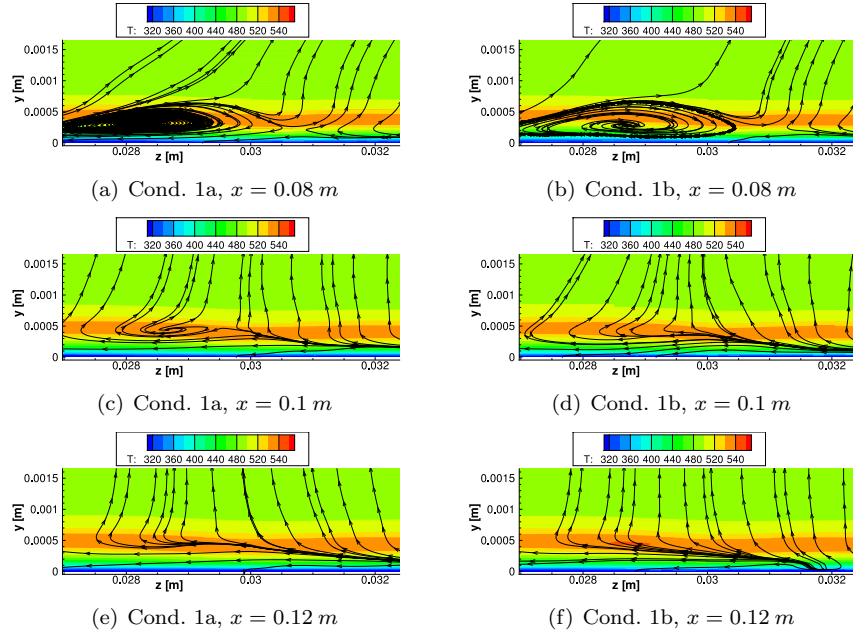 T: 320 360 400 440 480 520 540
T: 320 360 400 440 480 520 540
y [m]
0.0015
0.001
0.0005
0
0.028
0.03
0.032
z [m]
y [m]
0.0015
0.001
0.0005
0
0.028
0.03
0.032
z [m]
(a) Cond. 1a, x = 0.08 m
(b) Cond. 1b, x = 0.08 m
T: 320 360 400 440 480 520 540
T: 320 360 400 440 480 520 540
y [m]
0.0015
0.001
0.0005
0
0.028
0.03
0.032
z [m]
y [m]
0.0015
0.001
0.0005
0
0.028
0.03
0.032
z [m]
(c) Cond. 1a, x = 0.1 m
(d) Cond. 1b, x = 0.1 m
T: 320 360 400 440 480 520 540
T: 320 360 400 440 480 520 540
y [m]
0.0015
0.001
0.0005
0
0.028
0.03
0.032
z [m]
y [m]
0.0015
0.001
0.0005
0
0.028
0.03
0.032
z [m]
(e) Cond. 1a, x = 0.12 m
(f) Cond. 1b, x = 0.12 m